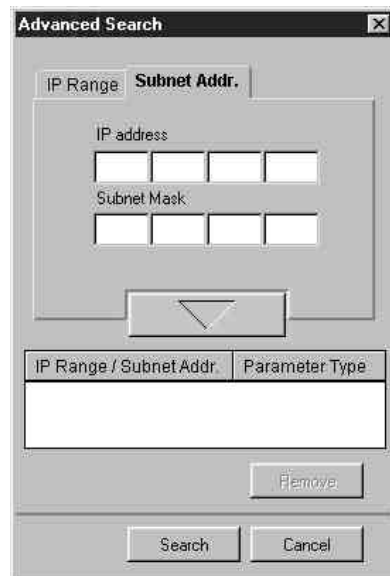 Advanced Search
IP Range Subnet Addr.
IP address
Subnet Mask
IP Range / Subnet Addr. Parameter Type
Remove
Search Cancel